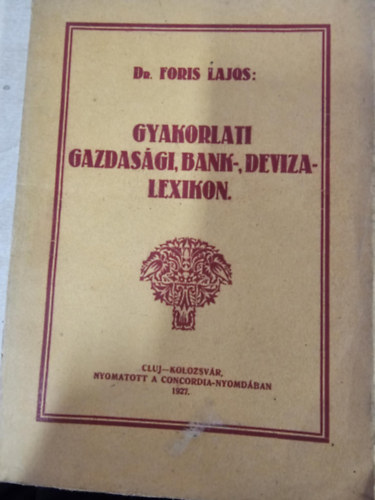 Dr. FORIS LAJOS:
GYAKORLATI
GAZDASÁGI, BANK-, DEVIZA-
LEXIKON.
CLUJ—KOLOZSVÁR,
NYOMATOTT A CONCORDIA-NYOMDÁBAN
1927.